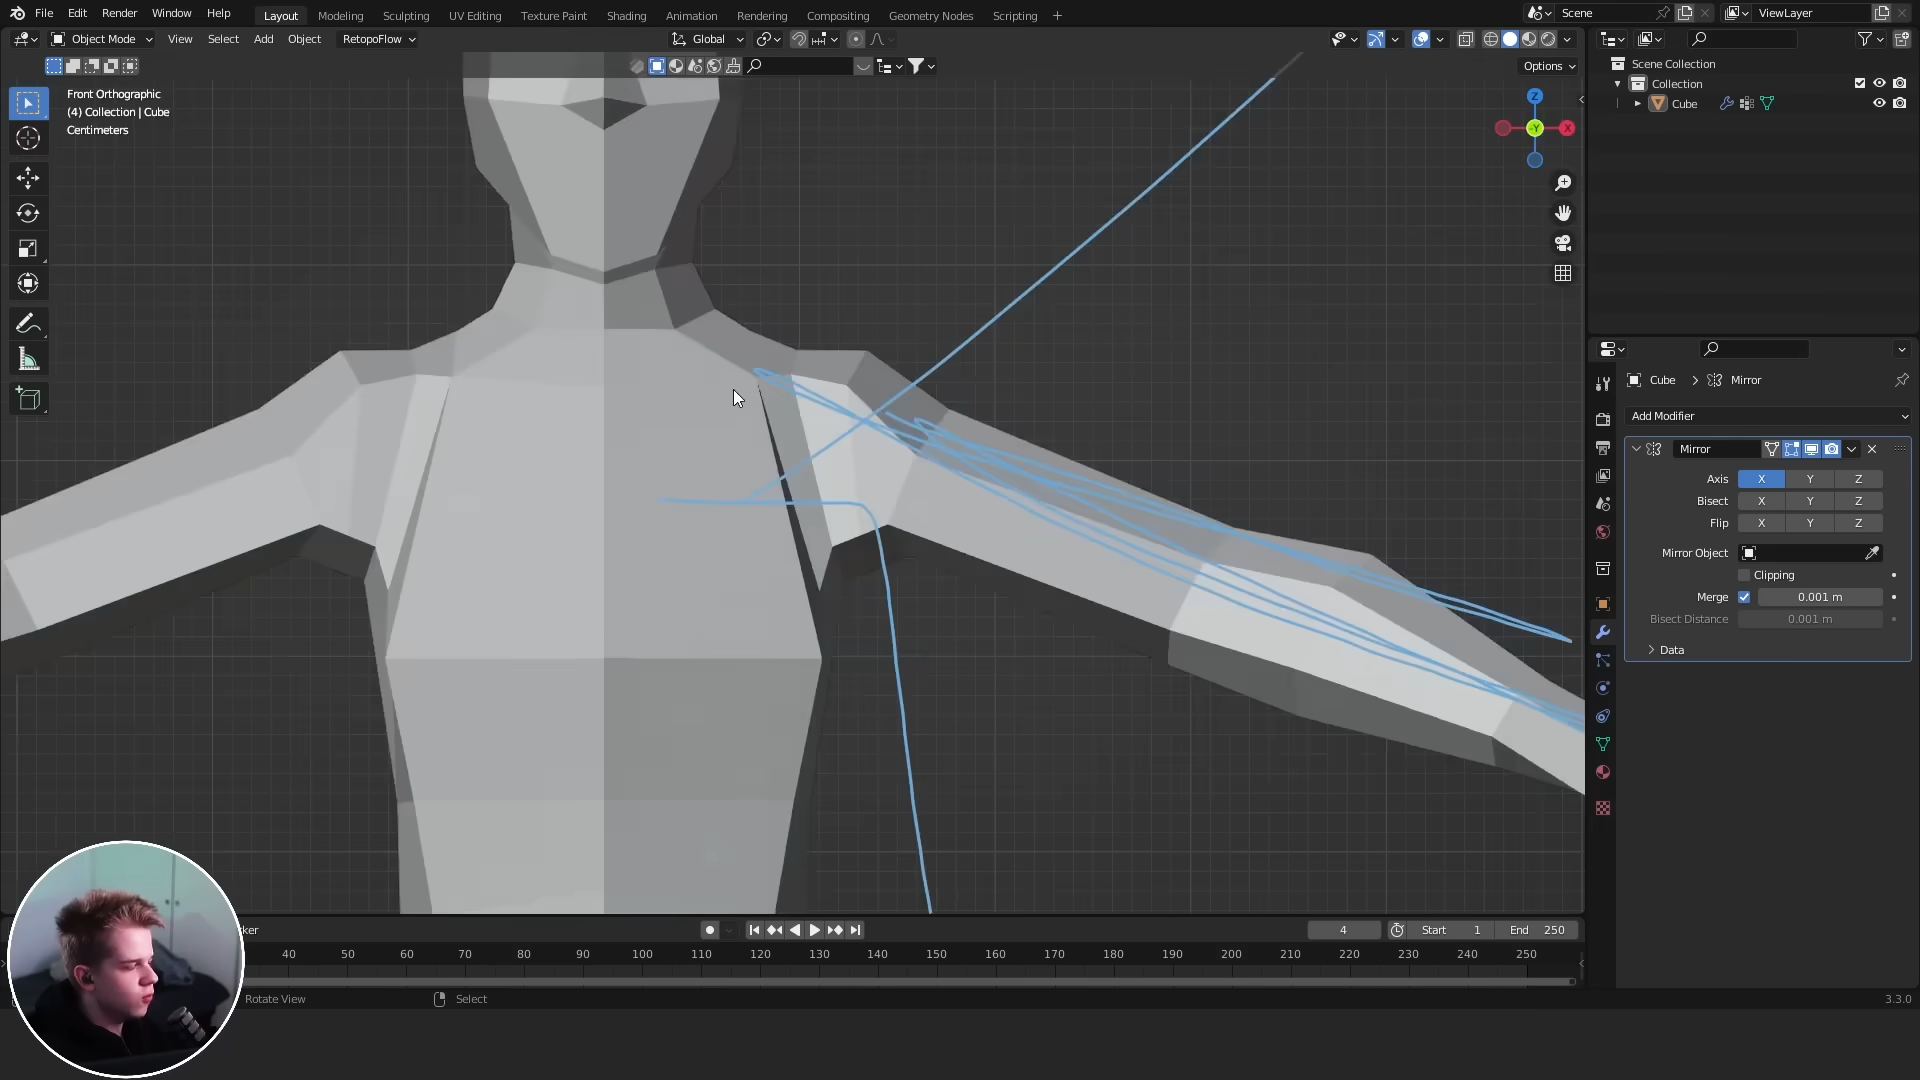 File Edit Render Window Help
Layout Modeling Sculpting UV Editing Texture Paint Shading Animation Rendering Compositing Geometry Nodes Scripting +
Scene
ViewLayer
Object Mode View Select Add Object RetopoFlow
Global
Options
Front Orthographic
(4) Collection | Cube
Centimeters
Z
-Y
X
Scene Collection
Collection
Cube
Cube > Mirror
Add Modifier
Mirror
Axis X Y Z
Bisect X Y Z
Flip X Y Z
Mirror Object
Clipping
Merge 0.001 m
Bisect Distance 0.001 m
Data
ker
4 Start 1 End 250
40 50 60 70 80 90 100 110 120 130 140 150 160 170 180 190 200 210 220 230 240 250
Rotate View Select
3.3.0